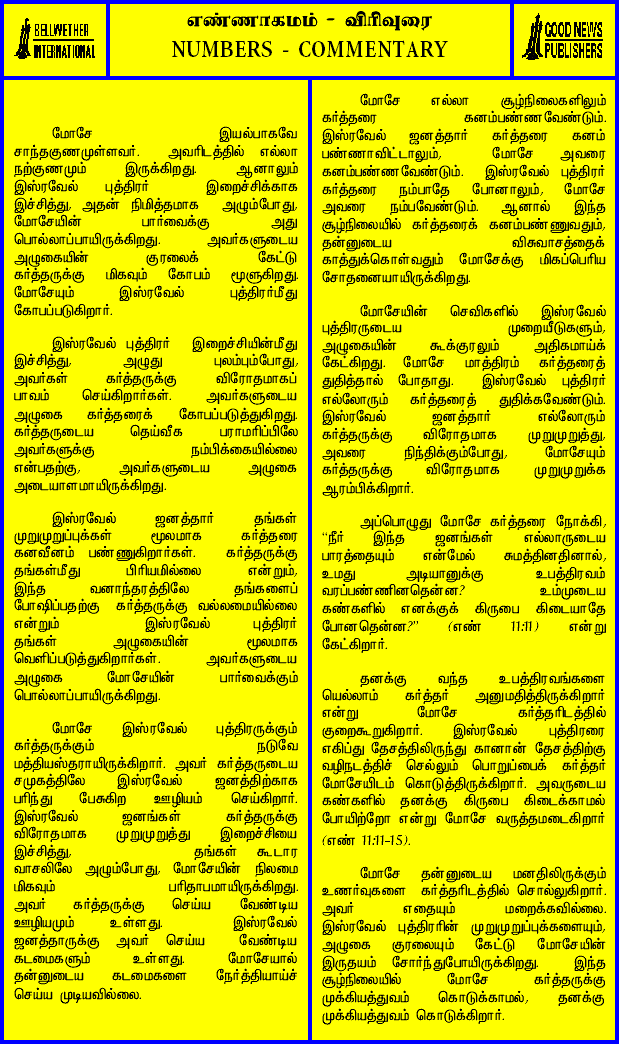 BELLWETHER
INTERNATIONAL
எண்ணாகமம் - விரிவுரை
NUMBERS - COMMENTARY
GOOD NEWS
PUBLISHERS
மோசே இயல்பாகவே
சாந்தகுணமுள்ளவர். அவரிடத்தில் எல்லா
நற்குணமும் இருக்கிறது. ஆனாலும்
இஸ்ரவேல் புத்திரர் இறைச்சிக்காக
இச்சித்து, அதன் நிமித்தமாக அழும்போது,
மோசேயின் பார்வைக்கு அது
பொல்லாப்பாயிருக்கிறது. அவர்களுடைய
அழுகையின் குரலைக் கேட்டு
கர்த்தருக்கு மிகவும் கோபம் மூளுகிறது.
மோசேயும் இஸ்ரவேல் புத்திரர்மீது
கோபப்படுகிறார்.
இஸ்ரவேல் புத்திரர் இறைச்சியின்மீது
இச்சித்து, அழுது புலம்பும்போது,
அவர்கள் கர்த்தருக்கு விரோதமாகப்
பாவம் செய்கிறார்கள். அவர்களுடைய
அழுகை கர்த்தரைக் கோபப்படுத்துகிறது.
கர்த்தருடைய தெய்வீக பராமரிப்பிலே
அவர்களுக்கு நம்பிக்கையில்லை
என்பதற்கு, அவர்களுடைய அழுகை
அடையாளமாயிருக்கிறது.
இஸ்ரவேல் ஜனத்தார் தங்கள்
முறுமுறுப்புக்கள் மூலமாக கர்த்தரை
கனவீனம் பண்ணுகிறார்கள். கர்த்தருக்கு
தங்கள்மீது பிரியமில்லை என்றும்,
இந்த வனாந்தரத்திலே தங்களைப்
போஷிப்பதற்கு கர்த்தருக்கு வல்லமையில்லை
என்றும் இஸ்ரவேல் புத்திரர்
தங்கள் அழுகையின் மூலமாக
வெளிப்படுத்துகிறார்கள். அவர்களுடைய
அழுகை மோசேயின் பார்வைக்கும்
பொல்லாப்பாயிருக்கிறது.
மோசே இஸ்ரவேல் புத்திரருக்கும்
கர்த்தருக்கும் நடுவே
மத்தியஸ்தராயிருக்கிறார். அவர் கர்த்தருடைய
சமுகத்திலே இஸ்ரவேல் ஜனத்திற்காக
பரிந்து பேசுகிற ஊழியம் செய்கிறார்.
இஸ்ரவேல் ஜனங்கள் கர்த்தருக்கு
விரோதமாக முறுமுறுத்து இறைச்சியை
இச்சித்து, தங்கள் கூடார
வாசலிலே அழும்போது, மோசேயின் நிலமை
மிகவும் பரிதாபமாயிருக்கிறது.
அவர் கர்த்தருக்கு செய்ய வேண்டிய
ஊழியமும் உள்ளது. இஸ்ரவேல்
ஜனத்தாருக்கு அவர் செய்ய வேண்டிய
கடமைகளும் உள்ளது. மோசேயால்
தன்னுடைய கடமைகளை நேர்த்தியாய்ச்
செய்ய முடியவில்லை.
மோசே எல்லா சூழ்நிலைகளிலும்
கர்த்தரை கனம்பண்ணவேண்டும்.
இஸ்ரவேல் ஜனத்தார் கர்த்தரை கனம்
பண்ணாவிட்டாலும், மோசே அவரை
கனம்பண்ணவேண்டும். இஸ்ரவேல் புத்திரர்
கர்த்தரை நம்பாதே போனாலும், மோசே
அவரை நம்பவேண்டும். ஆனால் இந்த
சூழ்நிலையில் கர்த்தரைக் கனம்பண்ணுவதும்,
தன்னுடைய விசுவாசத்தைக்
காத்துக்கொள்வதும் மோசேக்கு மிகப்பெரிய
சோதனையாயிருக்கிறது.
மோசேயின் செவிகளில் இஸ்ரவேல்
புத்திரருடைய முறையீடுகளும்,
அழுகையின் கூக்குரலும் அதிகமாய்க்
கேட்கிறது. மோசே மாத்திரம் கர்த்தரைத்
துதித்தால் போதாது. இஸ்ரவேல் புத்திரர்
எல்லோரும் கர்த்தரைத் துதிக்கவேண்டும்.
இஸ்ரவேல் ஜனத்தார் எல்லோரும்
கர்த்தருக்கு விரோதமாக முறுமுறுத்து,
அவரை நிந்திக்கும்போது, மோசேயும்
கர்த்தருக்கு விரோதமாக முறுமுறுக்க
ஆரம்பிக்கிறார்.
அப்பொழுது மோசே கர்த்தரை நோக்கி,
“நீர் இந்த ஜனங்கள் எல்லாருடைய
பாரத்தையும் என்மேல் சுமத்தினதினால்,
உமது அடியானுக்கு உபத்திரவம்
வரப்பண்ணினதென்ன? உம்முடைய
கண்களில் எனக்குக் கிருபை கிடையாதே
போனதென்ன?” (எண் 11:11) என்று
கேட்கிறார்.
தனக்கு வந்த உபத்திரவங்களை
யெல்லாம் கர்த்தர் அனுமதித்திருக்கிறார்
என்று மோசே கர்த்தரிடத்தில்
குறைகூறுகிறார். இஸ்ரவேல் புத்திரரை
எகிப்து தேசத்திலிருந்து கானான் தேசத்திற்கு
வழிநடத்திச் செல்லும் பொறுப்பைக் கர்த்தர்
மோசேயிடம் கொடுத்திருக்கிறார். அவருடைய
கண்களில் தனக்கு கிருபை கிடைக்காமல்
போயிற்றோ என்று மோசே வருத்தமடைகிறார்
(எண் 11:11-15).
மோசே தன்னுடைய மனதிலிருக்கும்
உணர்வுகளை கர்த்தரிடத்தில் சொல்லுகிறார்.
அவர் எதையும் மறைக்கவில்லை.
இஸ்ரவேல் புத்திரரின் முறுமுறுப்புக்களையும்,
அழுகை குரலையும் கேட்டு மோசேயின்
இருதயம் சோர்ந்துபோயிருக்கிறது. இந்த
சூழ்நிலையில் மோசே கர்த்தருக்கு
முக்கியத்துவம் கொடுக்காமல், தனக்கு
முக்கியத்துவம் கொடுக்கிறார்.